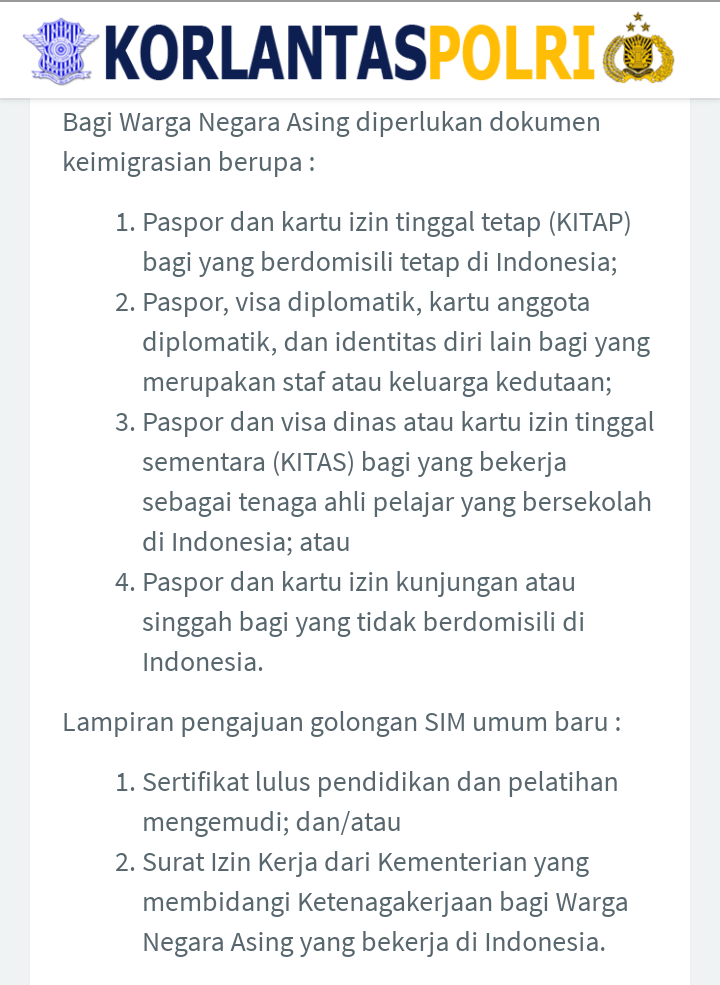 KORLANTASPOLRI
Bagi Warga Negara Asing diperlukan dokumen
keimigrasian berupa :
1. Paspor dan kartu izin tinggal tetap (KITAP)
bagi yang berdomisili tetap di Indonesia;
2. Paspor, visa diplomatik, kartu anggota
diplomatik, dan identitas diri lain bagi yang
merupakan staf atau keluarga kedutaan;
3. Paspor dan visa dinas atau kartu izin tinggal
sementara (KITAS) bagi yang bekerja
sebagai tenaga ahli pelajar yang bersekolah
di Indonesia; atau
4. Paspor dan kartu izin kunjungan atau
singgah bagi yang tidak berdomisili di
Indonesia.
Lampiran pengajuan golongan SIM umum baru :
1. Sertifikat lulus pendidikan dan pelatihan
mengemudi; dan/atau
2. Surat Izin Kerja dari Kementerian yang
membidangi Ketenagakerjaan bagi Warga
Negara Asing yang bekerja di Indonesia.